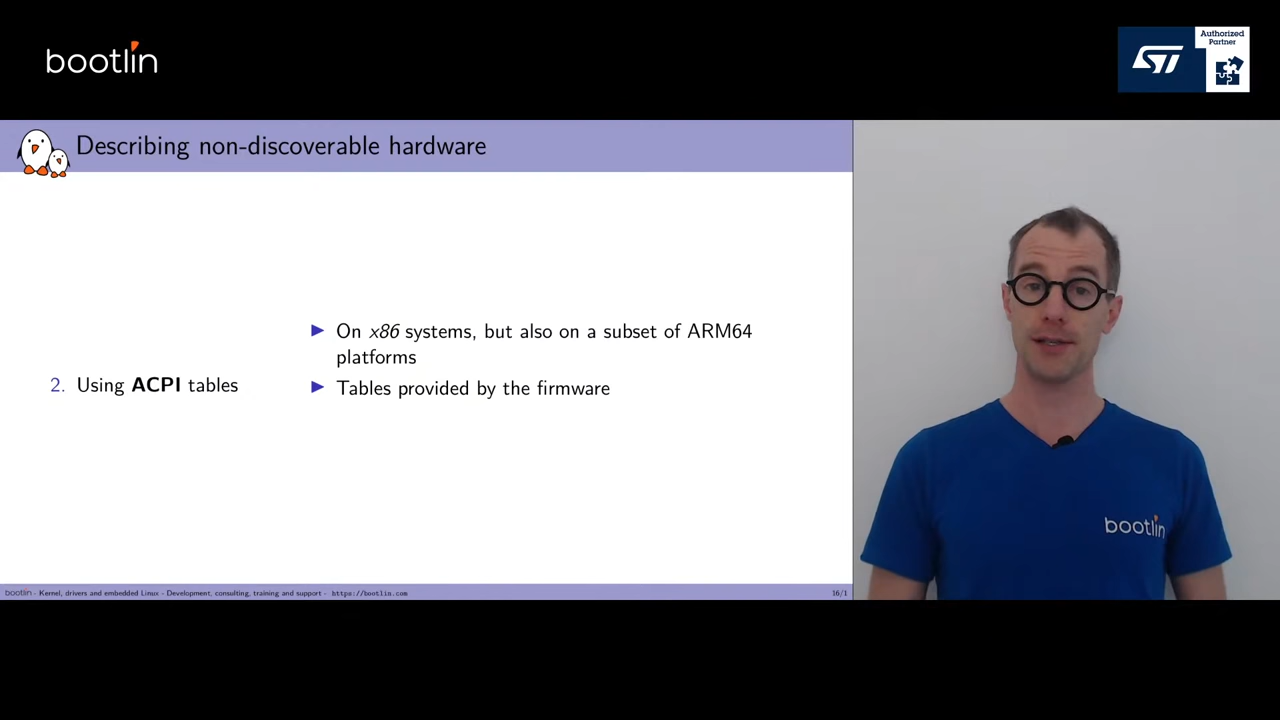 bootlin
Authorized
Partner
Describing non-discoverable hardware
▶ On x86 systems, but also on a subset of ARM64
platforms
2. Using ACPI tables
▶ Tables provided by the firmware
bootlin
bootlin - Kernel, drivers and embedded Linux - Development, consulting, training and support - https://bootlin.com
16/1